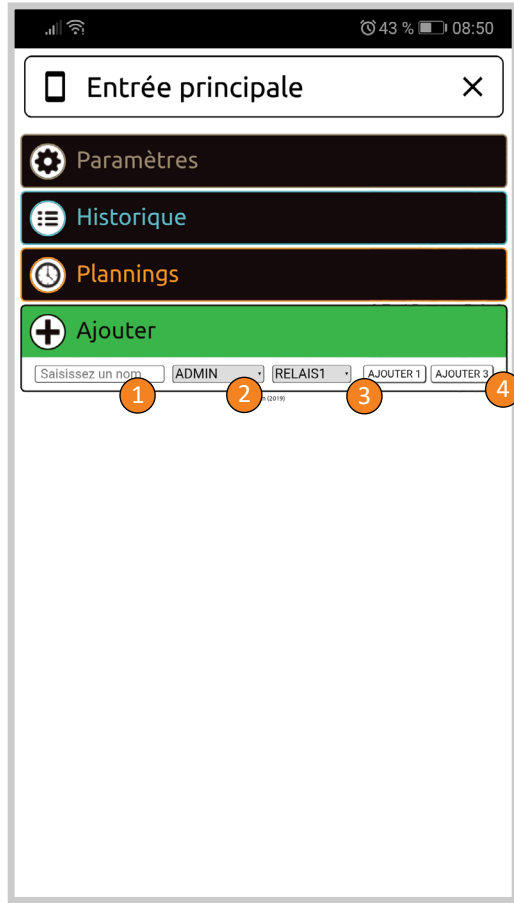 43 % 08:50
Entrée principale
Paramètres
Historique
Plannings
Ajouter
Saisissez un nom ADMIN RELAIS1 AJOUTER 1 AJOUTER 3
1 2 3 4
(2019)